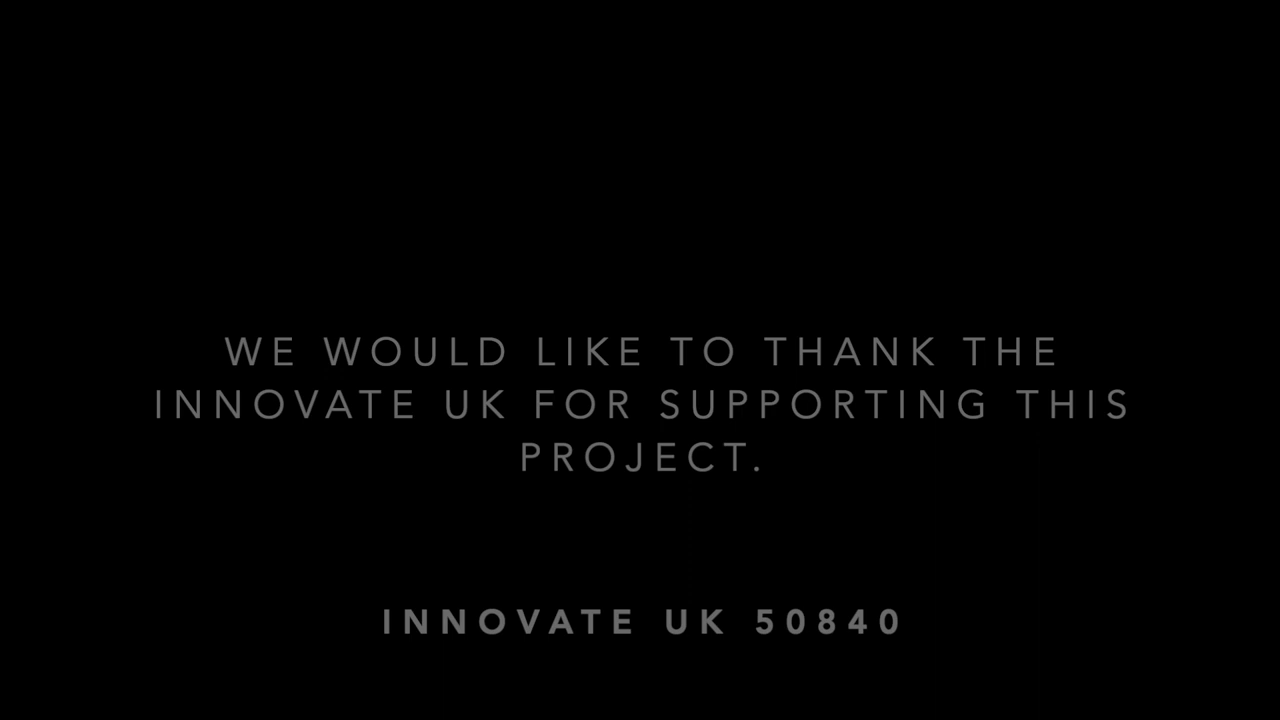 WE WOULD LIKE TO THANK THE
INNOVATE UK FOR SUPPORTING THIS
PROJECT.
INNOVATE UK 50840